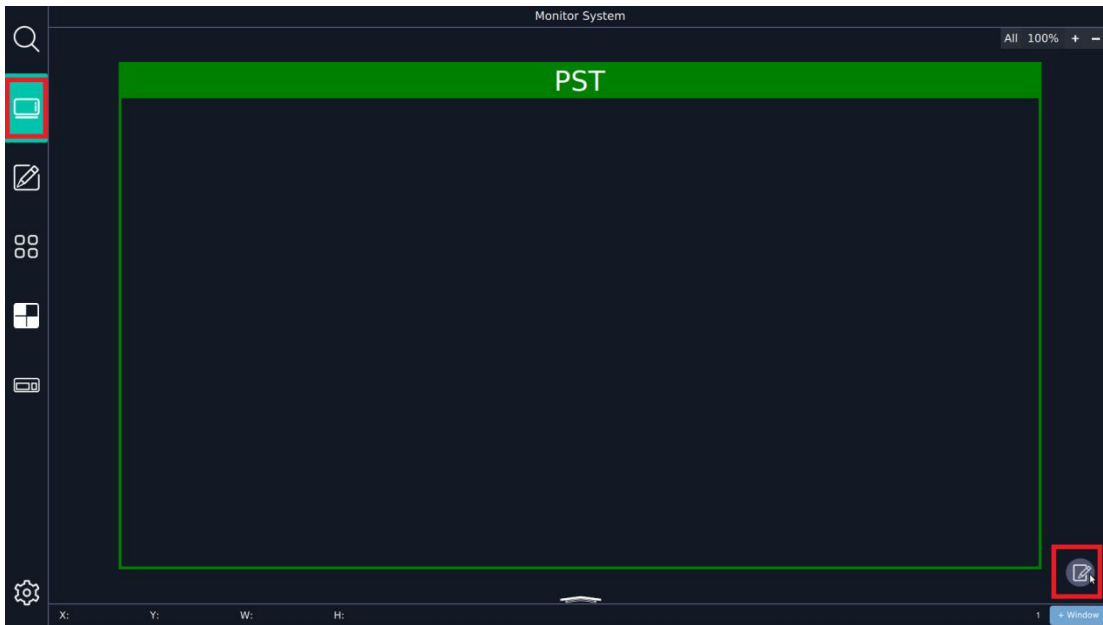 Monitor System
All 100% + −
PST
X: Y: W: H: 1 + Window